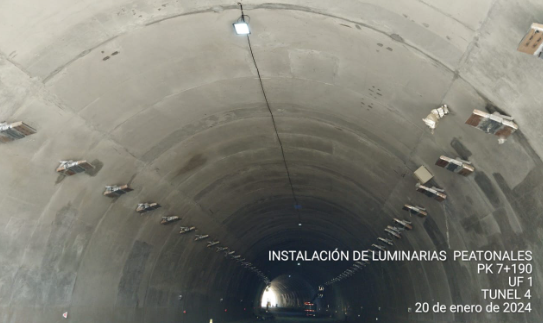 INSTALACIÓN DE LUMINARIAS PEATONALES
PK 7+190
UF 1
TUNEL 4
20 de enero de 2024